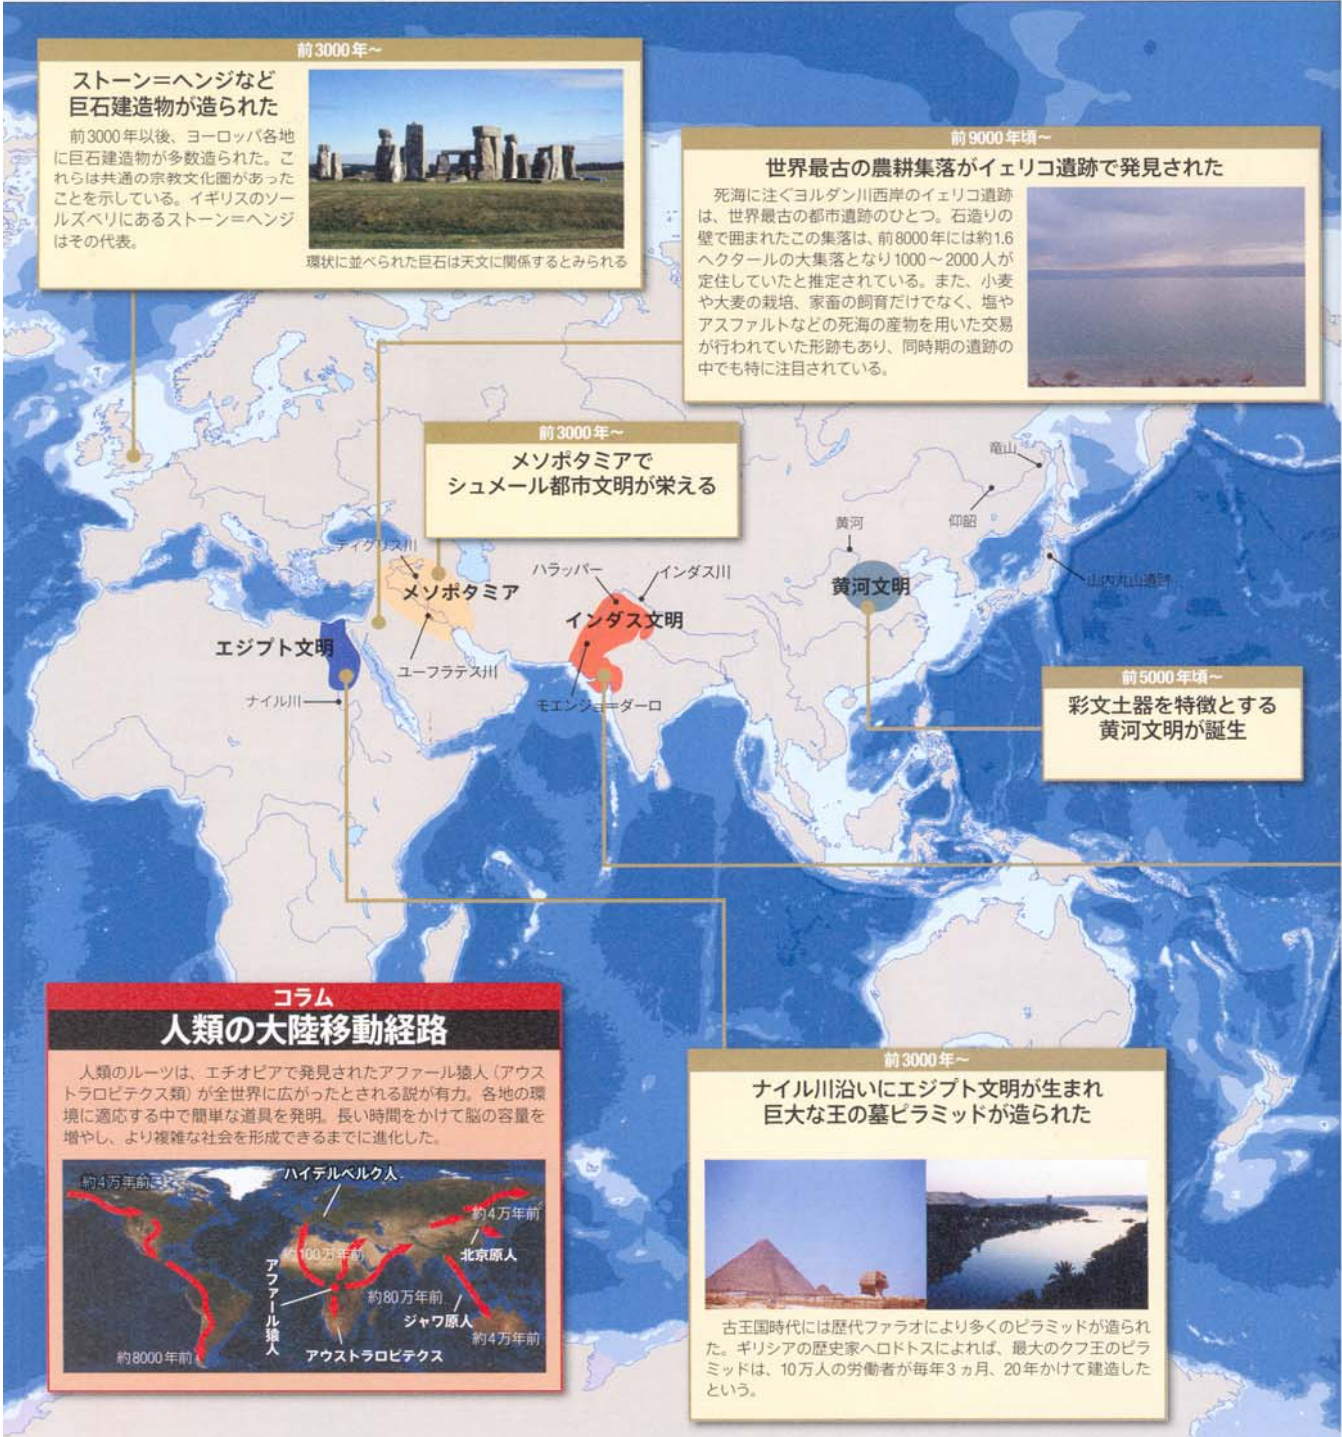 前3000年～
ストーン＝ヘンジなど
巨石建造物が造られた
前3000年以後、ヨーロッパ各地
に巨石建造物が多数造られた。こ
れらは共通の宗教文化圏があった
ことを示している。イギリスのソー
ルズベリにあるストーン＝ヘンジ
はその代表。
環状に並べられた巨石は天文に関係するとみられる
前9000年頃～
世界最古の農耕集落がイェリコ遺跡で発見された
死海に注ぐヨルダン川西岸のイェリコ遺跡
は、世界最古の都市遺跡のひとつ。石造りの
壁で囲まれたこの集落は、前8000年には約1.6
ヘクタールの大集落となり1000～2000人が
定住していたと推定されている。また、小麦
や大麦の栽培、家畜の飼育だけでなく、塩や
アスファルトなどの死海の産物を用いた交易
が行われていた形跡もあり、同時期の遺跡の
中でも特に注目されている。
前3000年～
メソポタミアで
シュメール都市文明が栄える
竜山
仰韶
黄河
黄河文明
山内丸山遺跡
ティグリス川
メソポタミア
ユーフラテス川
ハラッパー
インダス川
インダス文明
モエンジョ＝ダーロ
エジプト文明
ナイル川
前5000年頃～
彩文土器を特徴とする
黄河文明が誕生
コラム
人類の大陸移動経路
人類のルーツは、エチオピアで発見されたアファール猿人（アウス
トラロピテクス類）が全世界に広がったとされる説が有力。各地の環
境に適応する中で簡単な道具を発明。長い時間をかけて脳の容量を
増やし、より複雑な社会を形成できるまでに進化した。
約4万年前
ハイデルベルク人
約4万年前
約100万年前
北京原人
アファール猿人
約80万年前
ジャワ原人
約4万年前
約8000年前
アウストラロピテクス
前3000年～
ナイル川沿いにエジプト文明が生まれ
巨大な王の墓ピラミッドが造られた
古王国時代には歴代ファラオにより多くのピラミッドが造られ
た。ギリシアの歴史家ヘロドトスによれば、最大のクフ王のピラ
ミッドは、10万人の労働者が毎年3ヵ月、20年かけて建造した
という。